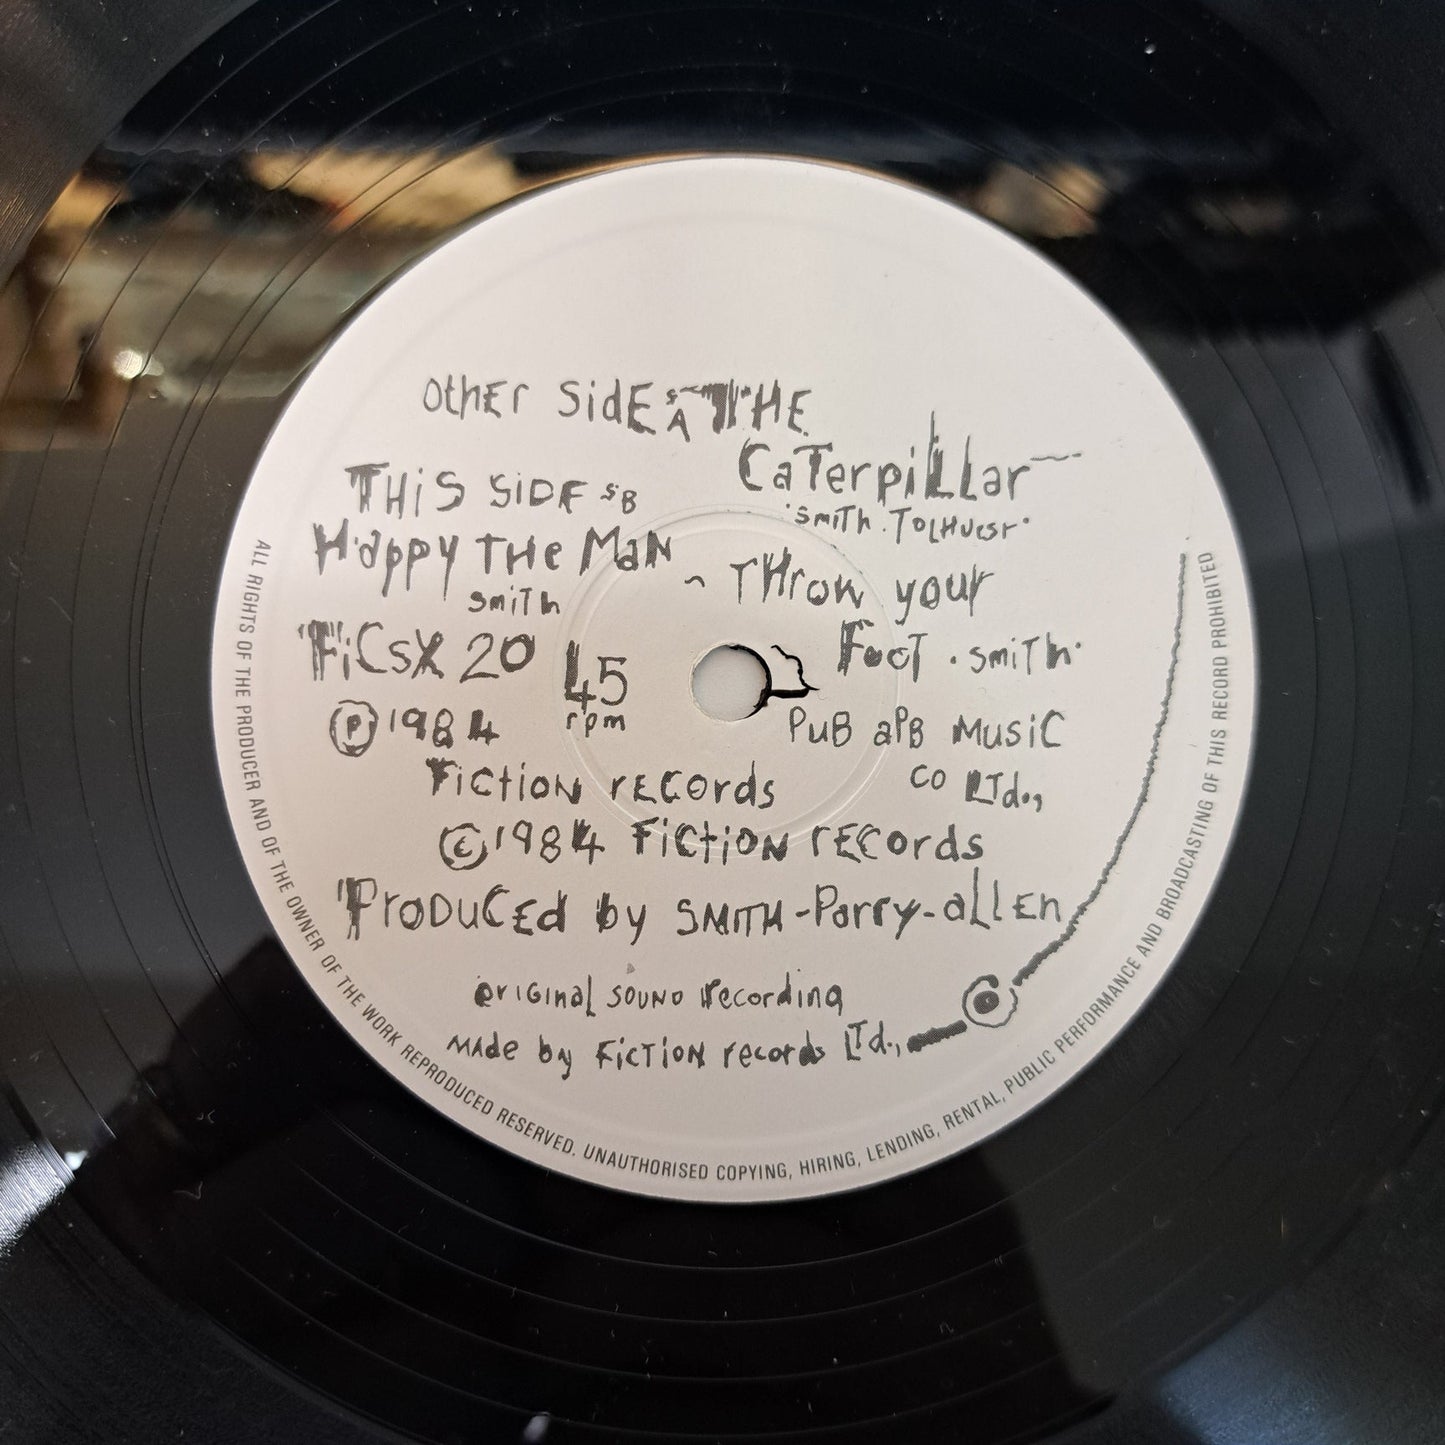 Other Side SA "THE
CaTerpiLLar
'SmiTH . TOLHurst'
THiS SiDE SB
Happy THe MaN
smiTh
~ THrow your
FooT . smiTh.
"FiCsX 20
45
rpm
℗ 1984
PuB aPB MusiC
CO LTd.,
Fiction rECOrds
© 1984 FiCtiON rECOrds
"ProDuCEd by SMITH-Parry-aLLEn
OriGinaL SOUND Recording
MAde by FiCTiON records LTd.,
ALL RIGHTS OF THE PRODUCER AND OF THE OWNER OF THE WORK REPRODUCED RESERVED. UNAUTHORISED COPYING, HIRING, LENDING, RENTAL, PUBLIC PERFORMANCE AND BROADCASTING OF THIS RECORD PROHIBITED